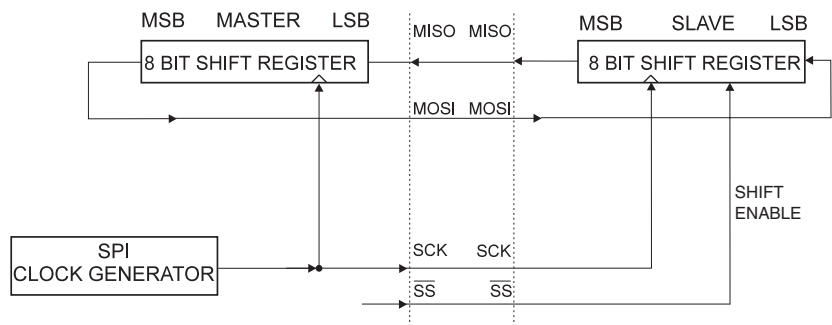 MSB MASTER LSB
MISO MISO
MSB SLAVE LSB
8 BIT SHIFT REGISTER
8 BIT SHIFT REGISTER
MOSI MOSI
SHIFT
ENABLE
SPI
CLOCK GENERATOR
SCK SCK
SS SS